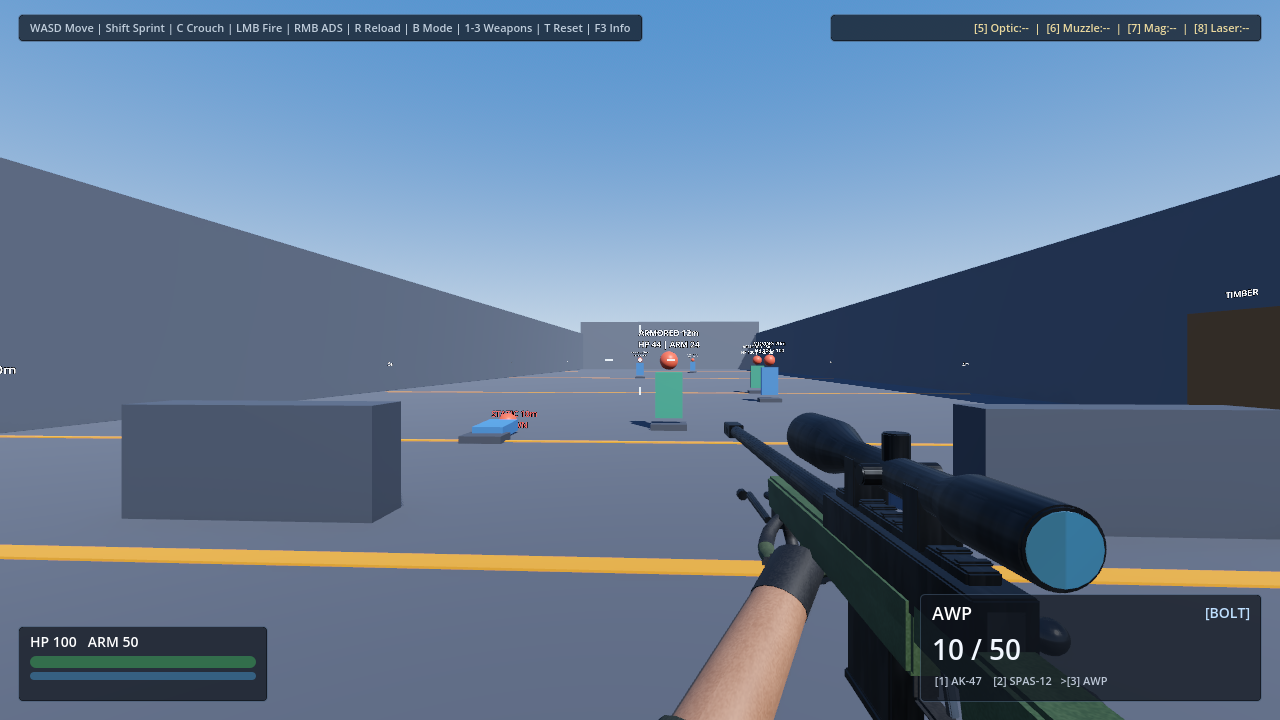 WASD Move | Shift Sprint | C Crouch | LMB Fire | RMB ADS | R Reload | B Mode | 1-3 Weapons | T Reset | F3 Info
[5] Optic:-- | [6] Muzzle:-- | [7] Mag:-- | [8] Laser:--
TIMBER
ARMORED 12m
HP 44 | ARM 24
HP 100 ARM 50
AWP [BOLT]
10 / 50
[1] AK-47 [2] SPAS-12 >[3] AWP